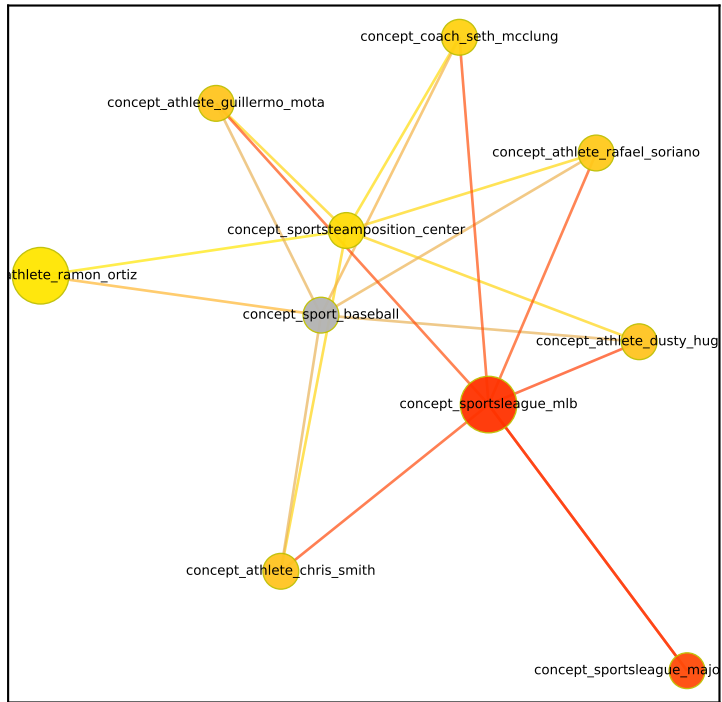 concept_coach_seth_mcclung
concept_athlete_guillermo_mota
concept_athlete_rafael_soriano
concept_sportsteamposition_center
athlete_ramon_ortiz
concept_sport_baseball
concept_athlete_dusty_hug
concept_sportsleague_mlb
concept_athlete_chris_smith
concept_sportsleague_majo